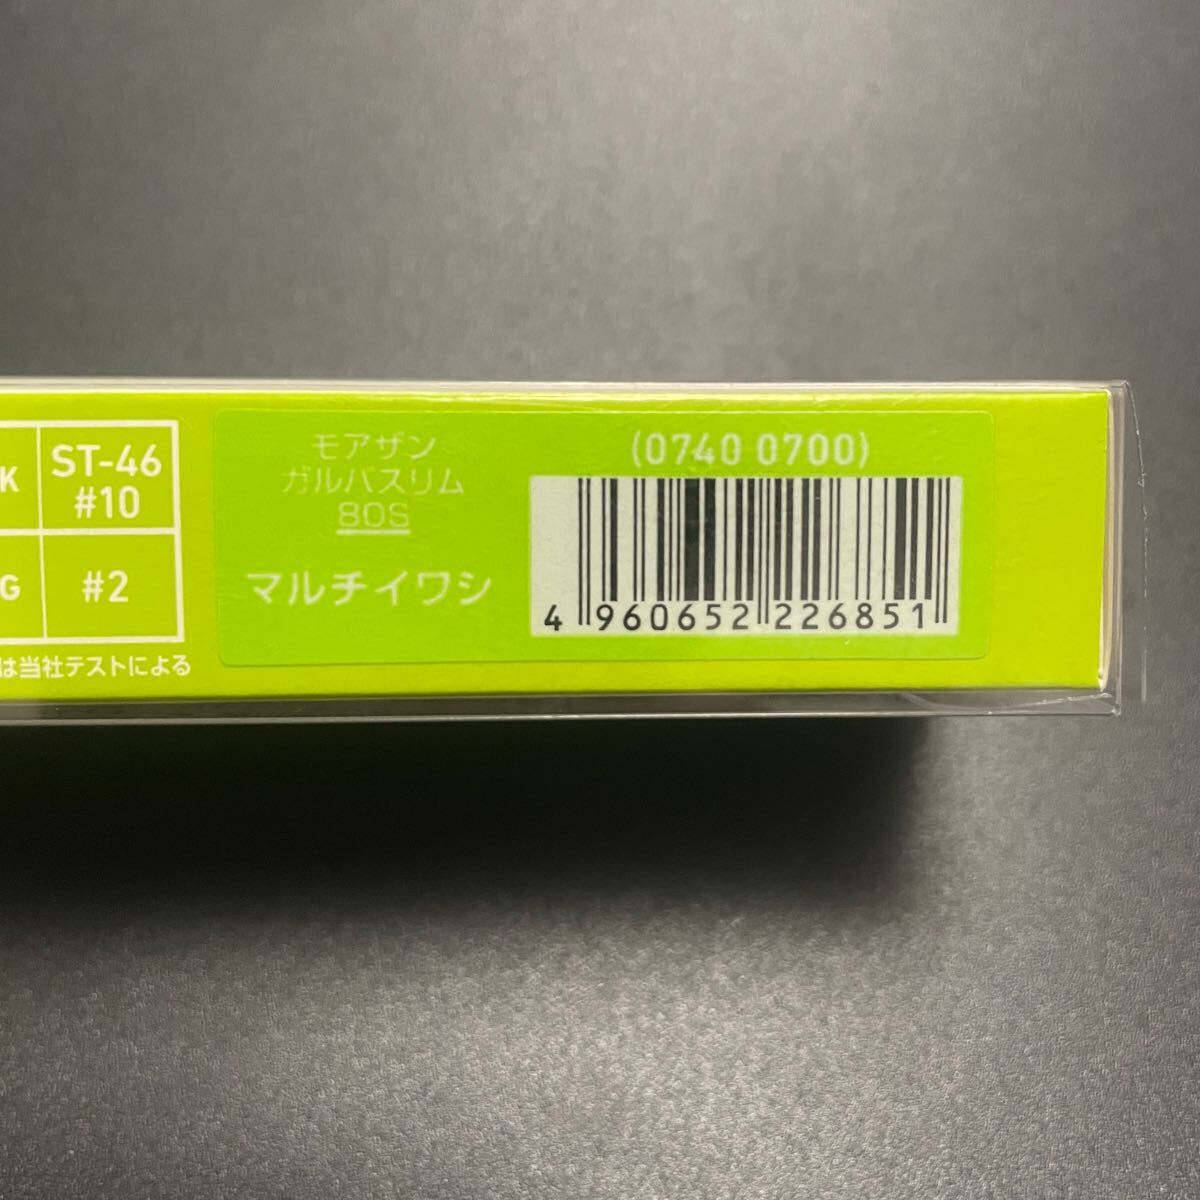 K
ST-46
#10
G
#2
は当社テストによる
モアザン
ガルバスリム
80S
マルチイワシ
(0740 0700)
4 960652 226851